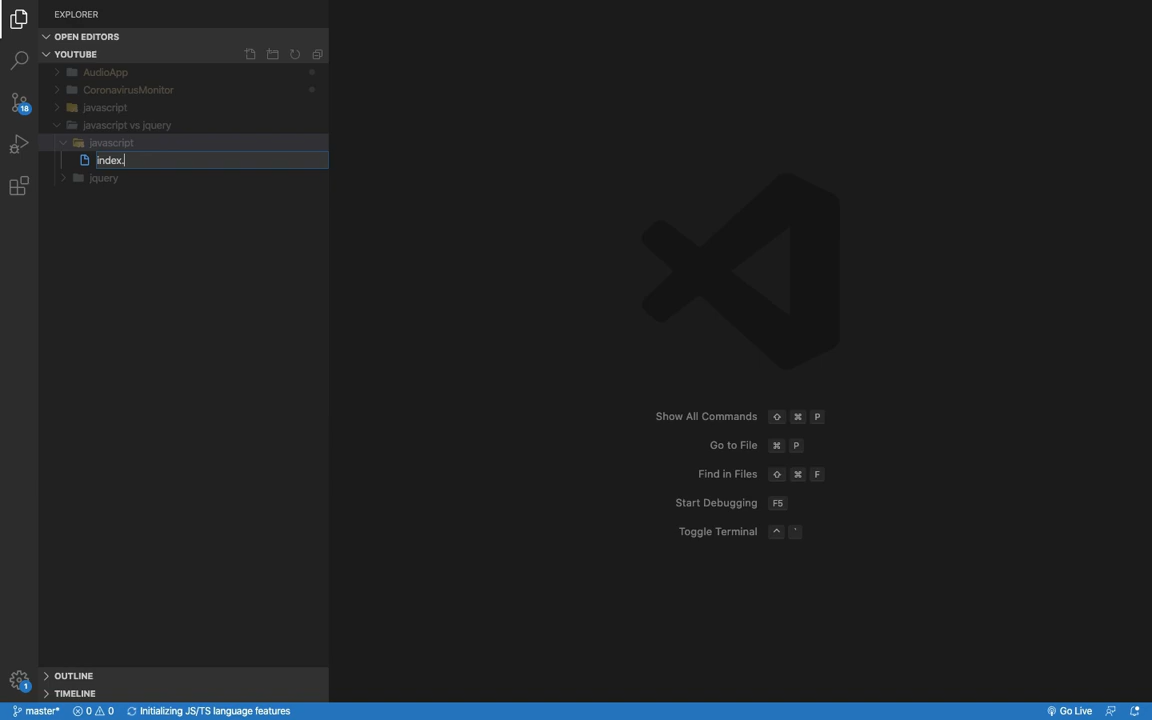 EXPLORER
OPEN EDITORS
YOUTUBE
AudioApp
CoronavirusMonitor
javascript
javascript vs jquery
javascript
index.
jquery
Show All Commands ⇧ ⌘ P
Go to File ⌘ P
Find in Files ⇧ ⌘ F
Start Debugging F5
Toggle Terminal ^ `
OUTLINE
TIMELINE
18
1
master* 0 0 Initializing JS/TS language features Go Live